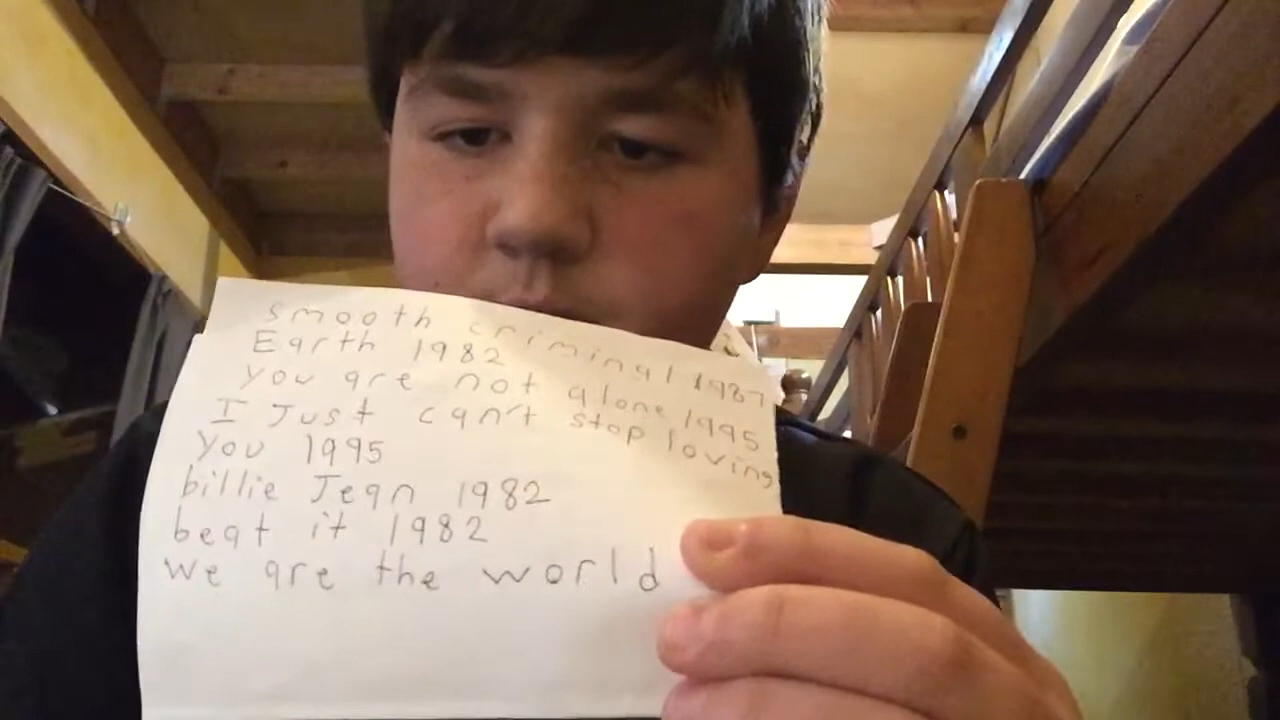 smooth criminal 1987
Earth 1982
you are not alone 1995
I Just can't stop loving
you 1995
billie Jean 1982
beat it 1982
we are the world